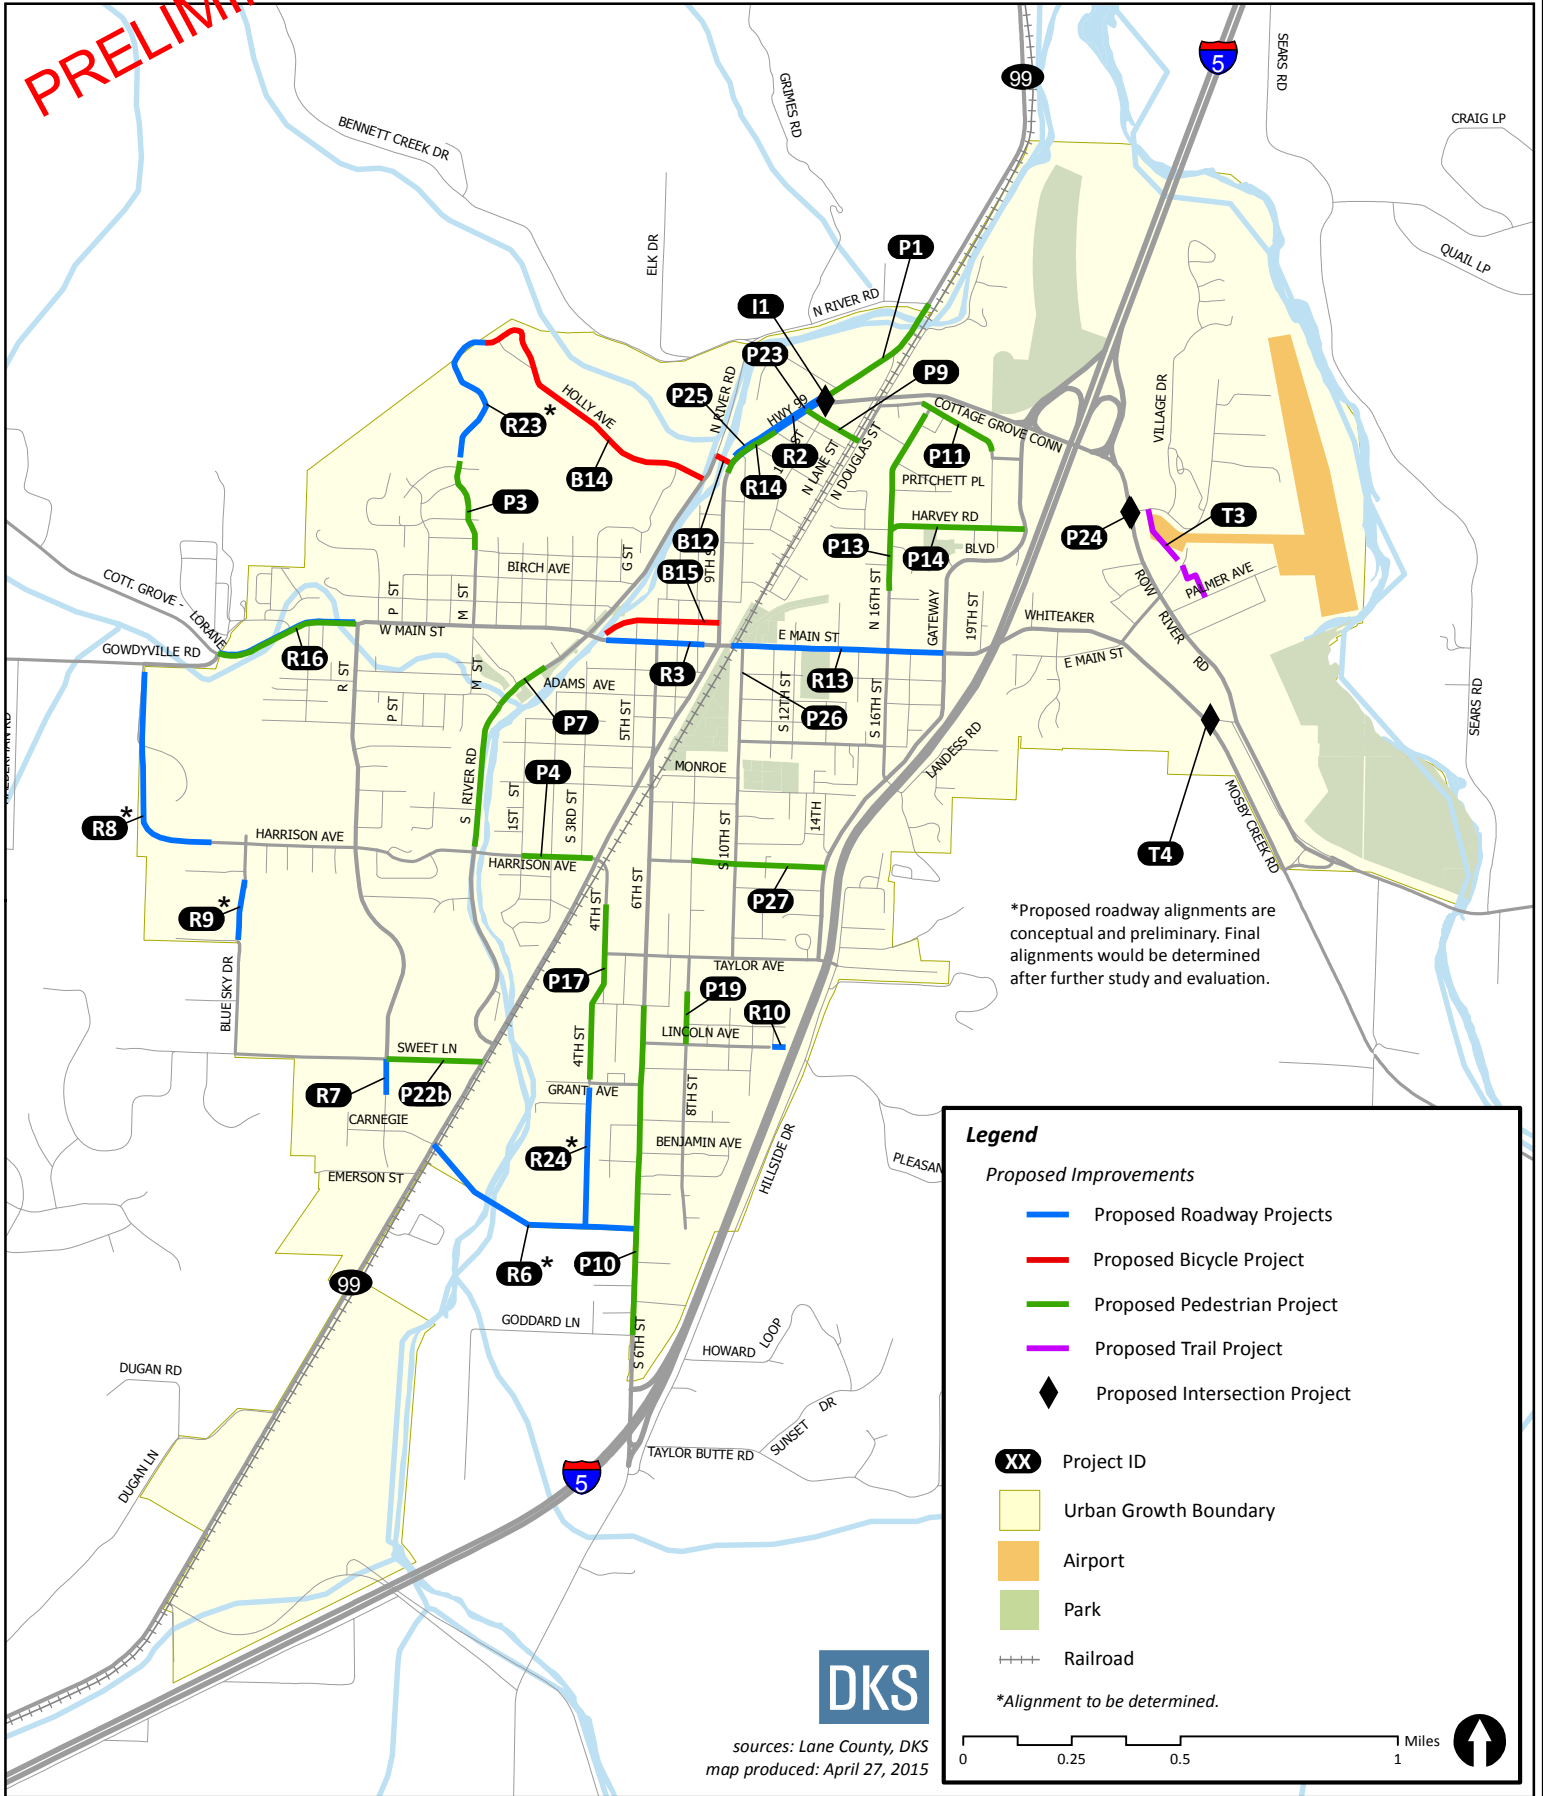 PRELIMI
99
5
SEARS RD
CRAIG LP
GRIMES RD
BENNETT CREEK DR
QUAIL LP
ELK DR
P1
N RIVER RD
I1
P23
P9
P25
N RIVER RD
HWY 99
VILLAGE DR
COTTAGE GROVE CONN
HOLLY AVE
R23*
R2
N LANE ST
N DOUGLAS ST
P11
B14
R14
PRITCHETT PL
P3
HARVEY RD
T3
B12
P13
P14
BLVD
P24
G ST
9TH S
BIRCH AVE
B15
COTT. GROVE - LORANE
P ST
M ST
N 16TH ST
GATEWAY
19TH ST
ROW RIVER RD
PALMER AVE
WHITEAKER
W MAIN ST
E MAIN ST
GOWDYVILLE RD
R16
R3
E MAIN ST
R ST
M ST
ADAMS AVE
R13
P ST
P7
5TH ST
S 12TH ST
P26
S 16TH ST
SEARS RD
LANDESS RD
S RIVER RD
P4
MONROE
1ST ST
S 3RD ST
14TH
MOSBY CREEK RD
R8*
HARRISON AVE
HARRISON AVE
S 10TH ST
T4
6TH ST
P27
R9*
4TH ST
*Proposed roadway alignments are
conceptual and preliminary. Final
alignments would be determined
after further study and evaluation.
TAYLOR AVE
P17
P19
BLUE SKY DR
R10
LINCOLN AVE
4TH ST
SWEET LN
R7
P22b
GRANT AVE
8TH ST
CARNEGIE
BENJAMIN AVE
HILLSIDE DR
R24*
PLEASAN
EMERSON ST
R6*
P10
99
GODDARD LN
S 6TH ST
HOWARD LOOP
DUGAN RD
SUNSET DR
TAYLOR BUTTE RD
DUGAN LN
5
Legend
Proposed Improvements
Proposed Roadway Projects
Proposed Bicycle Project
Proposed Pedestrian Project
Proposed Trail Project
Proposed Intersection Project
XX Project ID
Urban Growth Boundary
Airport
Park
Railroad
*Alignment to be determined.
Miles
0 0.25 0.5 1
DKS
sources: Lane County, DKS
map produced: April 27, 2015